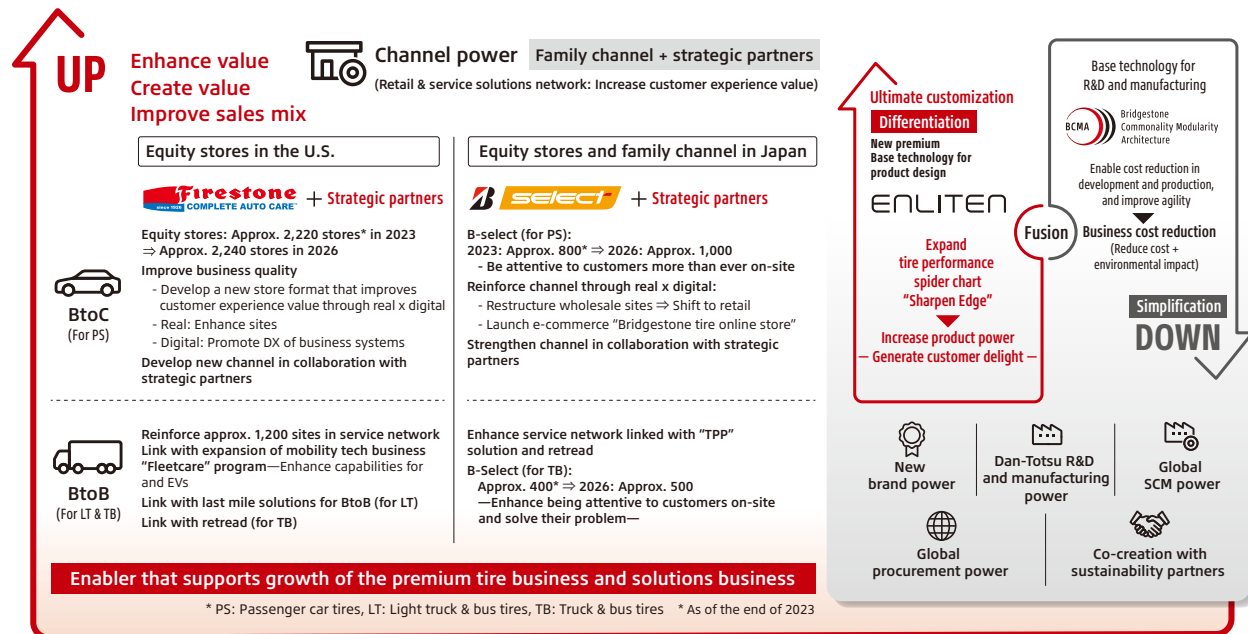 UP
Enhance value
Create value
Improve sales mix
Channel power
Family channel + strategic partners
(Retail & service solutions network: Increase customer experience value)
Equity stores in the U.S.
Firestone
since 1926
COMPLETE AUTO CARE™
+ Strategic partners
BtoC
(For PS)
Equity stores: Approx. 2,220 stores* in 2023
⇒ Approx. 2,240 stores in 2026
Improve business quality
- Develop a new store format that improves
customer experience value through real x digital
- Real: Enhance sites
- Digital: Promote DX of business systems
Develop new channel in collaboration with
strategic partners
Equity stores and family channel in Japan
B select
+ Strategic partners
B-select (for PS):
2023: Approx. 800* ⇒ 2026: Approx. 1,000
- Be attentive to customers more than ever on-site
Reinforce channel through real x digital:
- Restructure wholesale sites ⇒ Shift to retail
- Launch e-commerce “Bridgestone tire online store”
Strengthen channel in collaboration with strategic
partners
BtoB
(For LT & TB)
Reinforce approx. 1,200 sites in service network
Link with expansion of mobility tech business
“Fleetcare” program—Enhance capabilities for
and EVs
Link with last mile solutions for BtoB (for LT)
Link with retread (for TB)
Enhance service network linked with “TPP”
solution and retread
B-Select (for TB):
Approx. 400* ⇒ 2026: Approx. 500
—Enhance being attentive to customers on-site
and solve their problem—
Enabler that supports growth of the premium tire business and solutions business
* PS: Passenger car tires, LT: Light truck & bus tires, TB: Truck & bus tires * As of the end of 2023
Ultimate customization
Differentiation
New premium
Base technology for
product design
ENLITEN
Expand
tire performance
spider chart
“Sharpen Edge”
Increase product power
— Generate customer delight —
Fusion
Base technology for
R&D and manufacturing
BCMA
Bridgestone
Commonality Modularity
Architecture
Enable cost reduction in
development and production,
and improve agility
Business cost reduction
(Reduce cost +
environmental impact)
Simplification
DOWN
New
brand power
Dan-Totsu R&D
and manufacturing
power
Global
SCM power
Global
procurement power
Co-creation with
sustainability partners